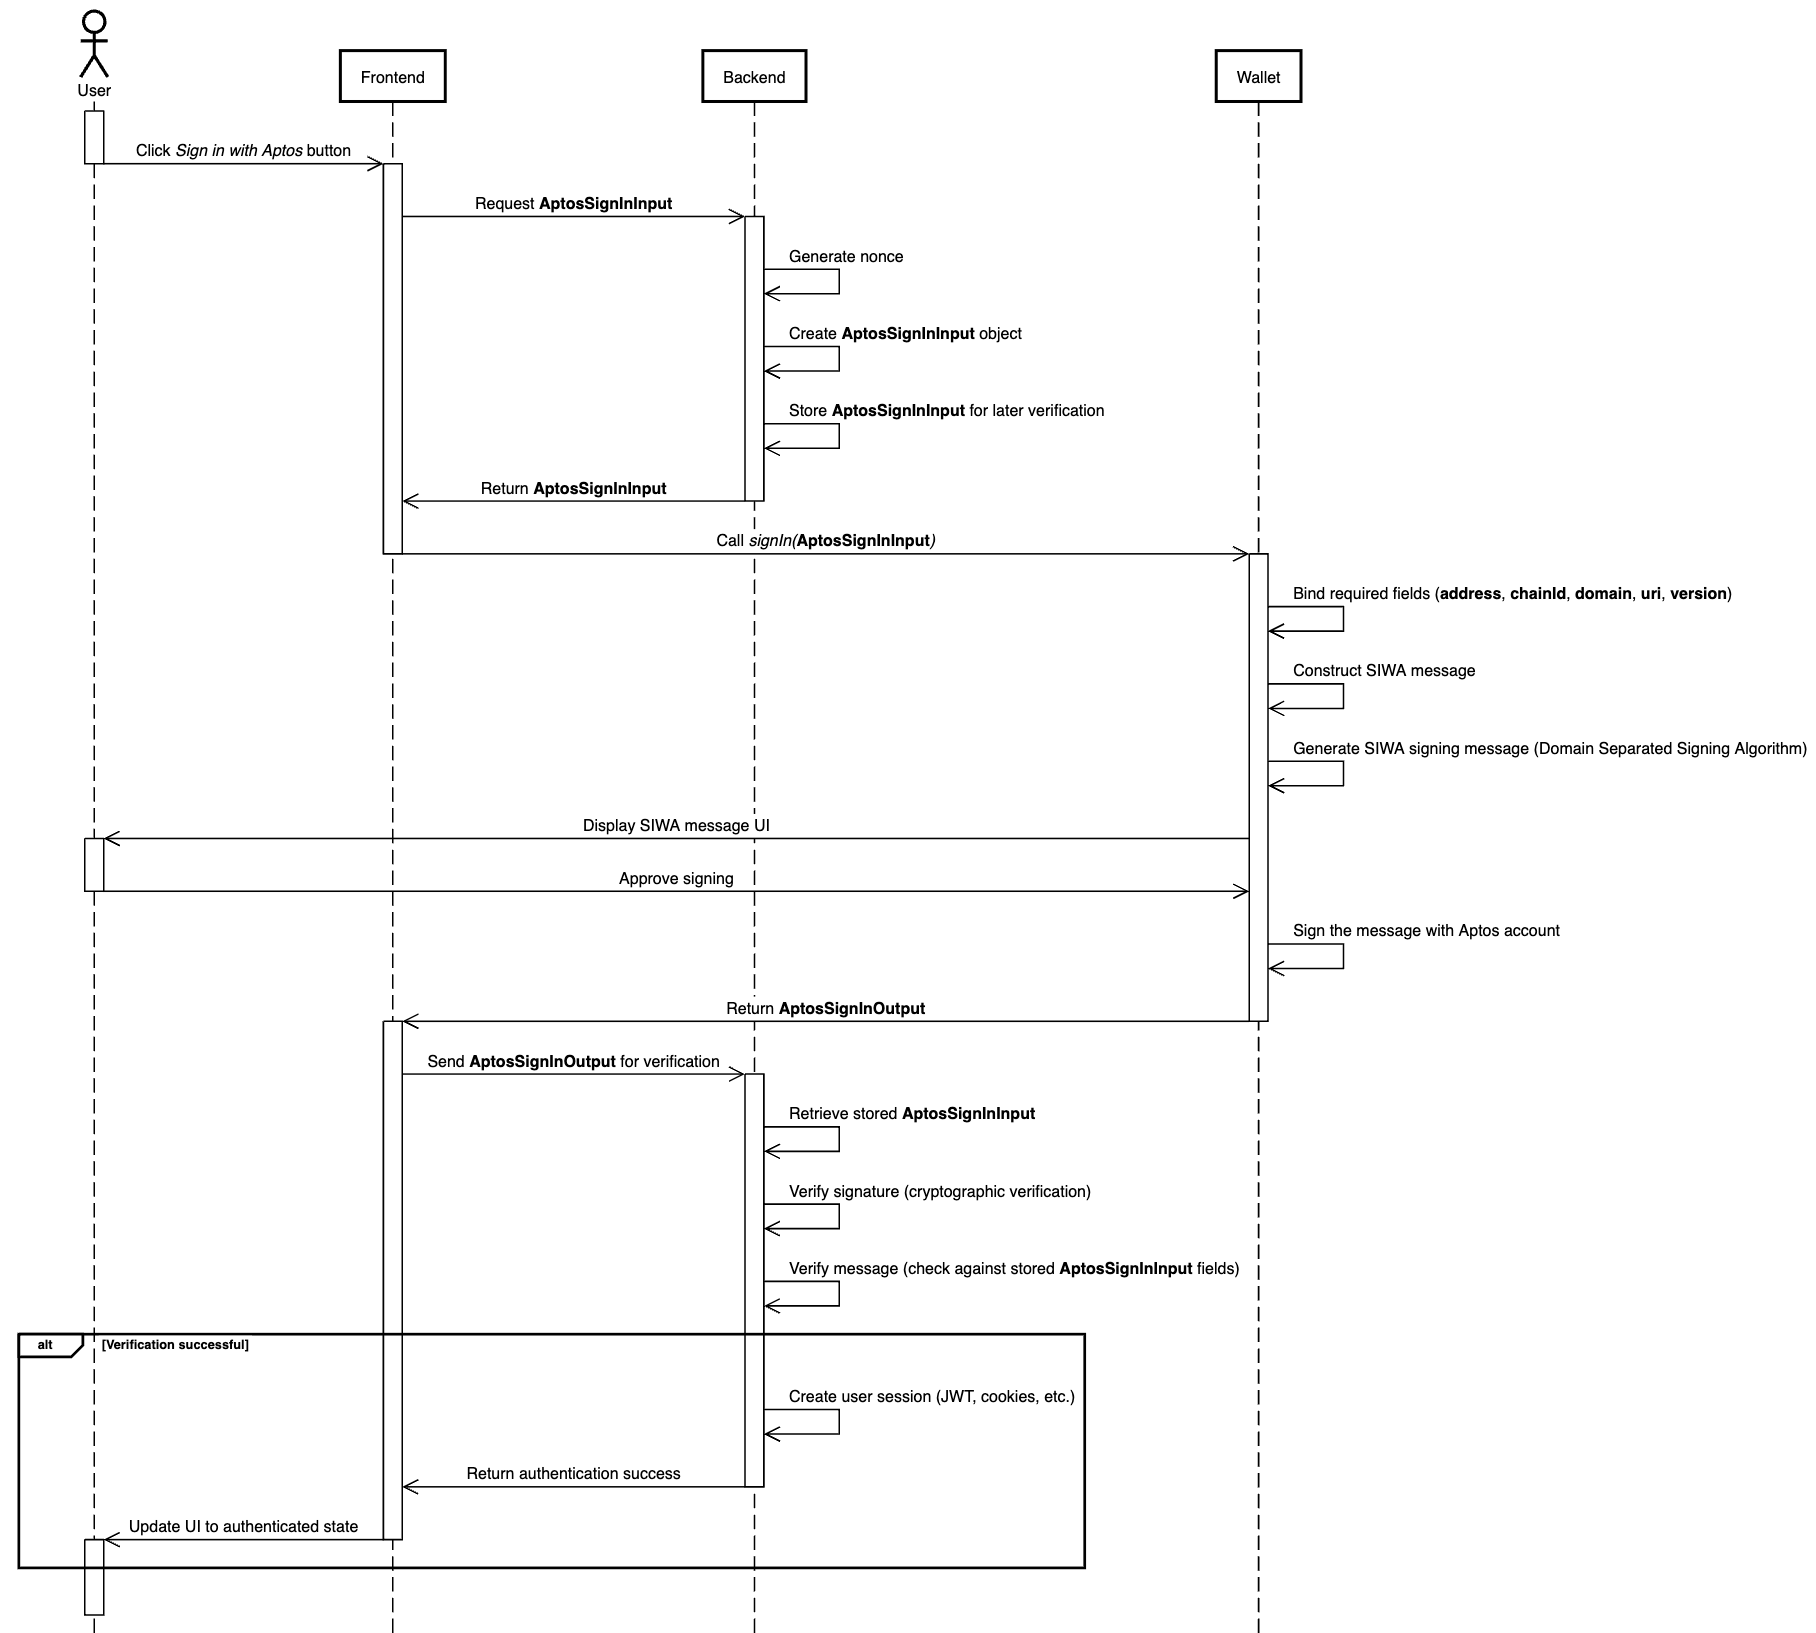 User
Frontend
Backend
Wallet
Click Sign in with Aptos button
Request AptosSignInInput
Generate nonce
Create AptosSignInInput object
Store AptosSignInInput for later verification
Return AptosSignInInput
Call signIn(AptosSignInInput)
Bind required fields (address, chainId, domain, uri, version)
Construct SIWA message
Generate SIWA signing message (Domain Separated Signing Algorithm)
Display SIWA message UI
Approve signing
Sign the message with Aptos account
Return AptosSignInOutput
Send AptosSignInOutput for verification
Retrieve stored AptosSignInInput
Verify signature (cryptographic verification)
Verify message (check against stored AptosSignInInput fields)
alt [Verification successful]
Create user session (JWT, cookies, etc.)
Return authentication success
Update UI to authenticated state